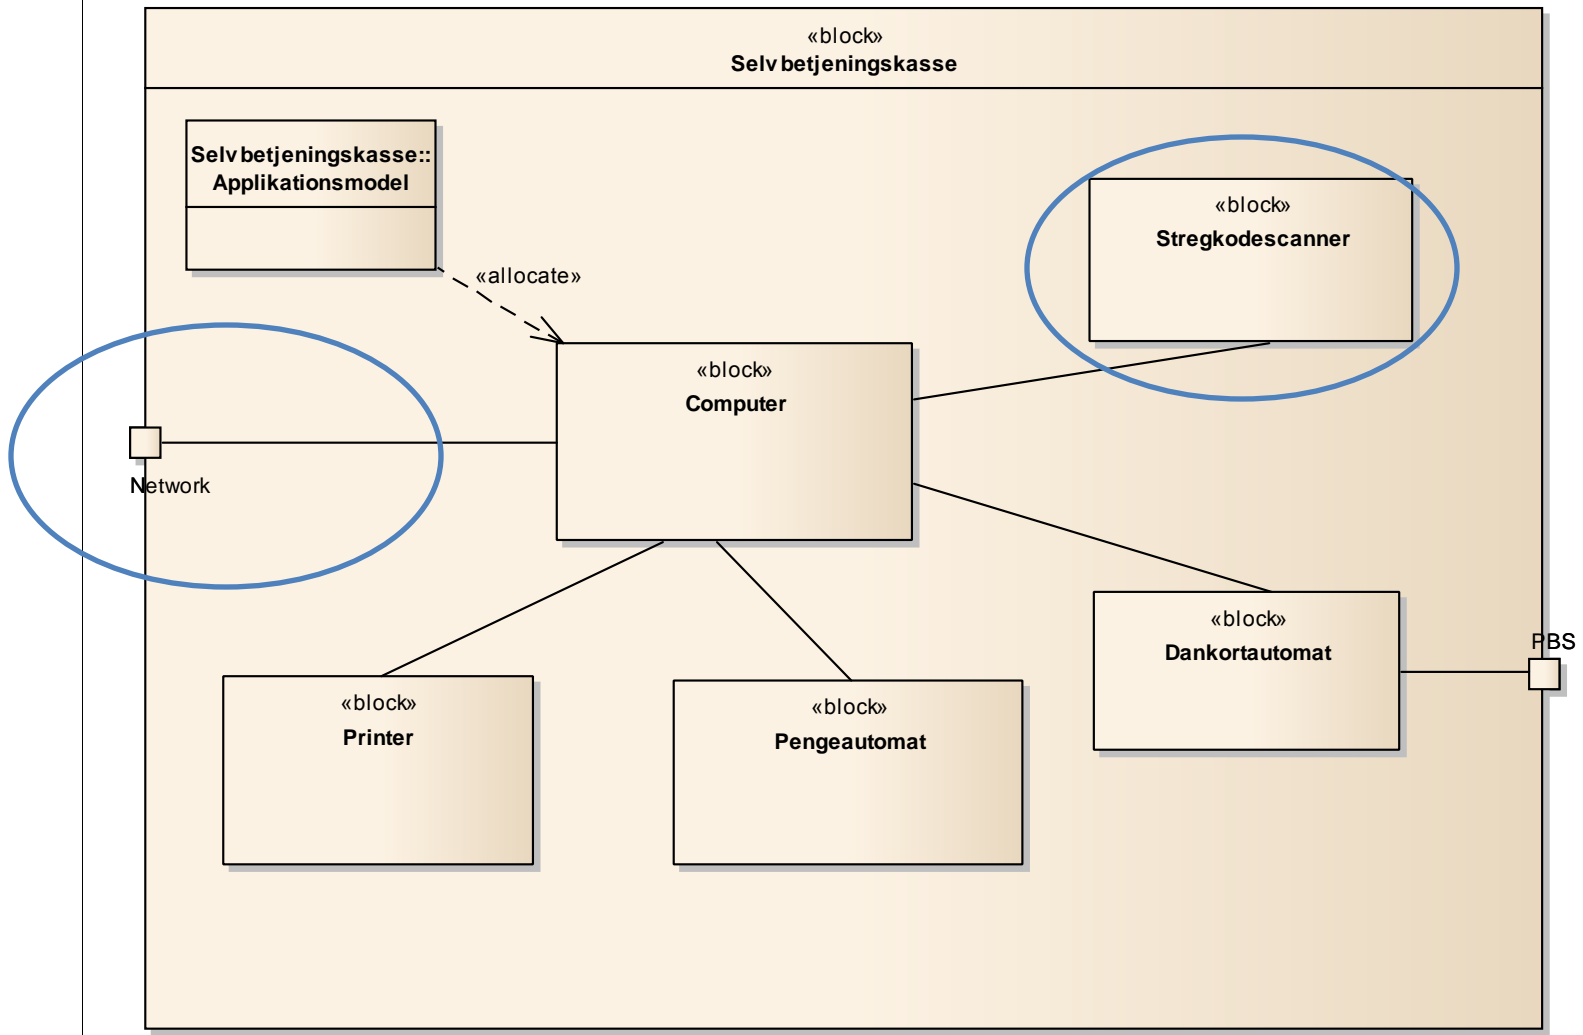 «block»
Selvbetjeningskasse
Selvbetjeningskasse::
Applikationsmodel
«block»
Stregkodescanner
«allocate»
«block»
Computer
Network
«block»
Dankortautomat
PBS
«block»
Printer
«block»
Pengeautomat